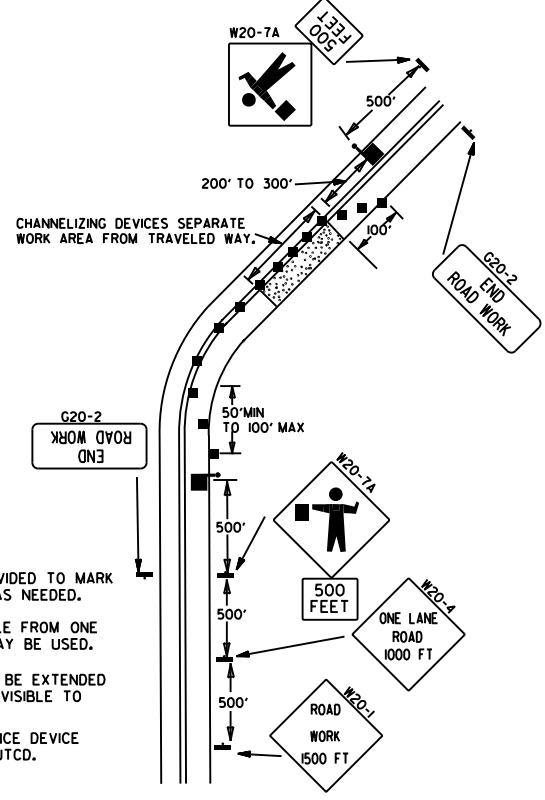 W20-7A
500
FEET
500'
200' TO 300'
CHANNELIZING DEVICES SEPARATE
WORK AREA FROM TRAVELED WAY.
100'
G20-2
END
ROAD WORK
G20-2
END
ROAD WORK
50'MIN
TO 100' MAX
W20-7A
500'
500
FEET
VIDED TO MARK
AS NEEDED.
500'
W20-4
ONE LANE
ROAD
1000 FT
LE FROM ONE
AY BE USED.
BE EXTENDED
VISIBLE TO
500'
W20-1
ROAD
WORK
1500 FT
NCE DEVICE
UTCD.